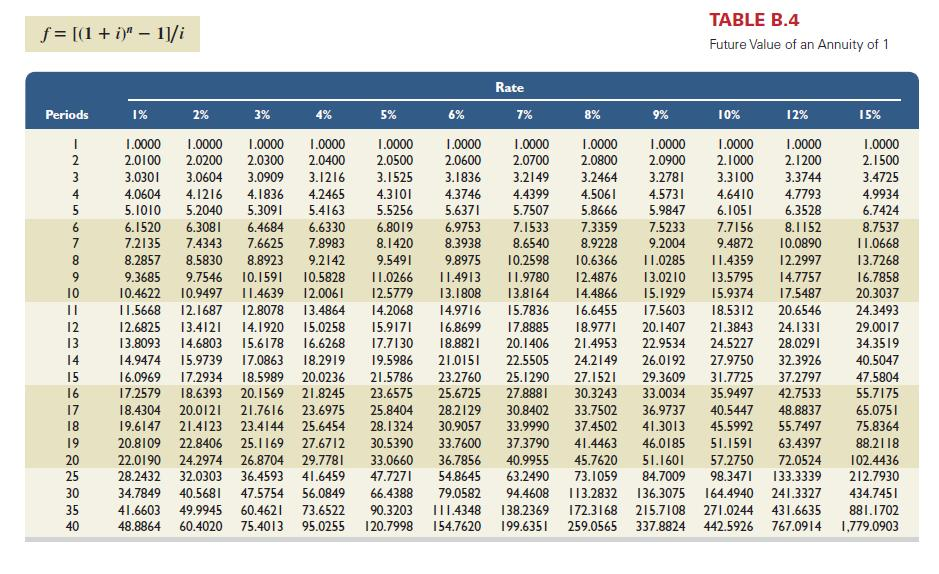 TABLE B.4
f = [(1 + i)ⁿ − 1]/i
Future Value of an Annuity of 1
Rate
Periods 1% 2% 3% 4% 5% 6% 7% 8% 9% 10% 12% 15%
1 1.0000 1.0000 1.0000 1.0000 1.0000 1.0000 1.0000 1.0000 1.0000 1.0000 1.0000 1.0000
2 2.0100 2.0200 2.0300 2.0400 2.0500 2.0600 2.0700 2.0800 2.0900 2.1000 2.1200 2.1500
3 3.0301 3.0604 3.0909 3.1216 3.1525 3.1836 3.2149 3.2464 3.2781 3.3100 3.3744 3.4725
4 4.0604 4.1216 4.1836 4.2465 4.3101 4.3746 4.4399 4.5061 4.5731 4.6410 4.7793 4.9934
5 5.1010 5.2040 5.3091 5.4163 5.5256 5.6371 5.7507 5.8666 5.9847 6.1051 6.3528 6.7424
6 6.1520 6.3081 6.4684 6.6330 6.8019 6.9753 7.1533 7.3359 7.5233 7.7156 8.1152 8.7537
7 7.2135 7.4343 7.6625 7.8983 8.1420 8.3938 8.6540 8.9228 9.2004 9.4872 10.0890 11.0668
8 8.2857 8.5830 8.8923 9.2142 9.5491 9.8975 10.2598 10.6366 11.0285 11.4359 12.2997 13.7268
9 9.3685 9.7546 10.1591 10.5828 11.0266 11.4913 11.9780 12.4876 13.0210 13.5795 14.7757 16.7858
10 10.4622 10.9497 11.4639 12.0061 12.5779 13.1808 13.8164 14.4866 15.1929 15.9374 17.5487 20.3037
11 11.5668 12.1687 12.8078 13.4864 14.2068 14.9716 15.7836 16.6455 17.5603 18.5312 20.6546 24.3493
12 12.6825 13.4121 14.1920 15.0258 15.9171 16.8699 17.8885 18.9771 20.1407 21.3843 24.1331 29.0017
13 13.8093 14.6803 15.6178 16.6268 17.7130 18.8821 20.1406 21.4953 22.9534 24.5227 28.0291 34.3519
14 14.9474 15.9739 17.0863 18.2919 19.5986 21.0151 22.5505 24.2149 26.0192 27.9750 32.3926 40.5047
15 16.0969 17.2934 18.5989 20.0236 21.5786 23.2760 25.1290 27.1521 29.3609 31.7725 37.2797 47.5804
16 17.2579 18.6393 20.1569 21.8245 23.6575 25.6725 27.8881 30.3243 33.0034 35.9497 42.7533 55.7175
17 18.4304 20.0121 21.7616 23.6975 25.8404 28.2129 30.8402 33.7502 36.9737 40.5447 48.8837 65.0751
18 19.6147 21.4123 23.4144 25.6454 28.1324 30.9057 33.9990 37.4502 41.3013 45.5992 55.7497 75.8364
19 20.8109 22.8406 25.1169 27.6712 30.5390 33.7600 37.3790 41.4463 46.0185 51.1591 63.4397 88.2118
20 22.0190 24.2974 26.8704 29.7781 33.0660 36.7856 40.9955 45.7620 51.1601 57.2750 72.0524 102.4436
25 28.2432 32.0303 36.4593 41.6459 47.7271 54.8645 63.2490 73.1059 84.7009 98.3471 133.3339 212.7930
30 34.7849 40.5681 47.5754 56.0849 66.4388 79.0582 94.4608 113.2832 136.3075 164.4940 241.3327 434.7451
35 41.6603 49.9945 60.4621 73.6522 90.3203 111.4348 138.2369 172.3168 215.7108 271.0244 431.6635 881.1702
40 48.8864 60.4020 75.4013 95.0255 120.7998 154.7620 199.6351 259.0565 337.8824 442.5926 767.0914 1,779.0903